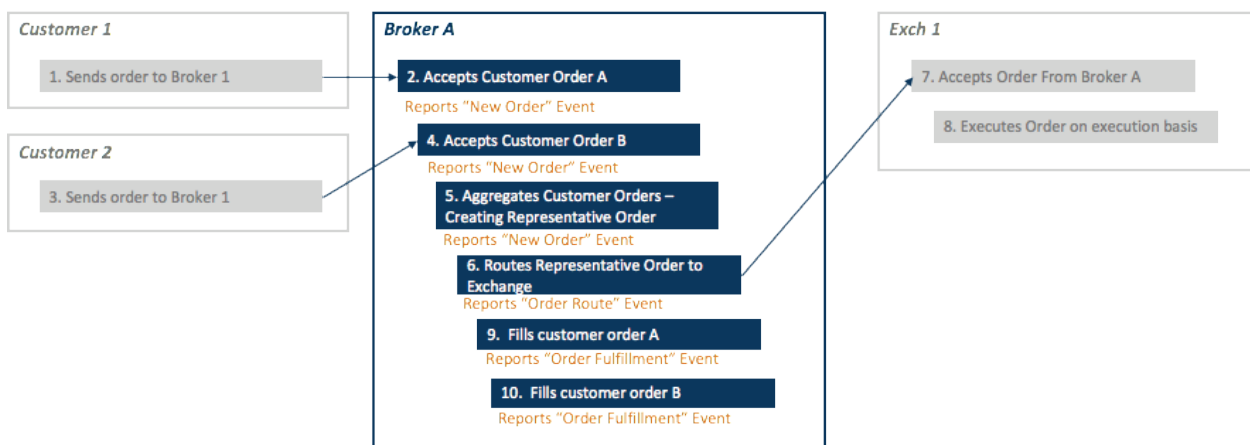 Customer 1
1. Sends order to Broker 1
Customer 2
3. Sends order to Broker 1
Broker A
2. Accepts Customer Order A
Reports "New Order" Event
4. Accepts Customer Order B
Reports "New Order" Event
5. Aggregates Customer Orders –
Creating Representative Order
Reports "New Order" Event
6. Routes Representative Order to
Exchange
Reports "Order Route" Event
9. Fills customer order A
Reports "Order Fulfillment" Event
10. Fills customer order B
Reports "Order Fulfillment" Event
Exch 1
7. Accepts Order From Broker A
8. Executes Order on execution basis